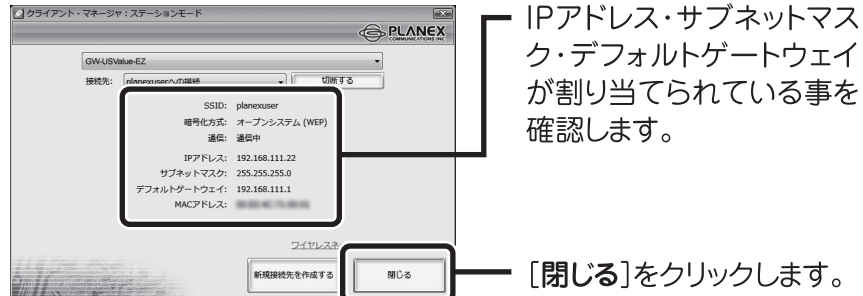 クライアント・マネージャ：ステーションモード
PLANEX
COMMUNICATIONS INC
GW-USValue-EZ
接続先: planexuserへの接続 切断する
SSID: planexuser
暗号化方式: オープンシステム (WEP)
通信: 通信中
IPアドレス: 192.168.111.22
サブネットマスク: 255.255.255.0
デフォルトゲートウェイ: 192.168.111.1
MACアドレス:
ワイヤレスネ
新規接続先を作成する 閉じる
IPアドレス・サブネットマス
ク・デフォルトゲートウェイ
が割り当てられている事を
確認します。
[閉じる]をクリックします。